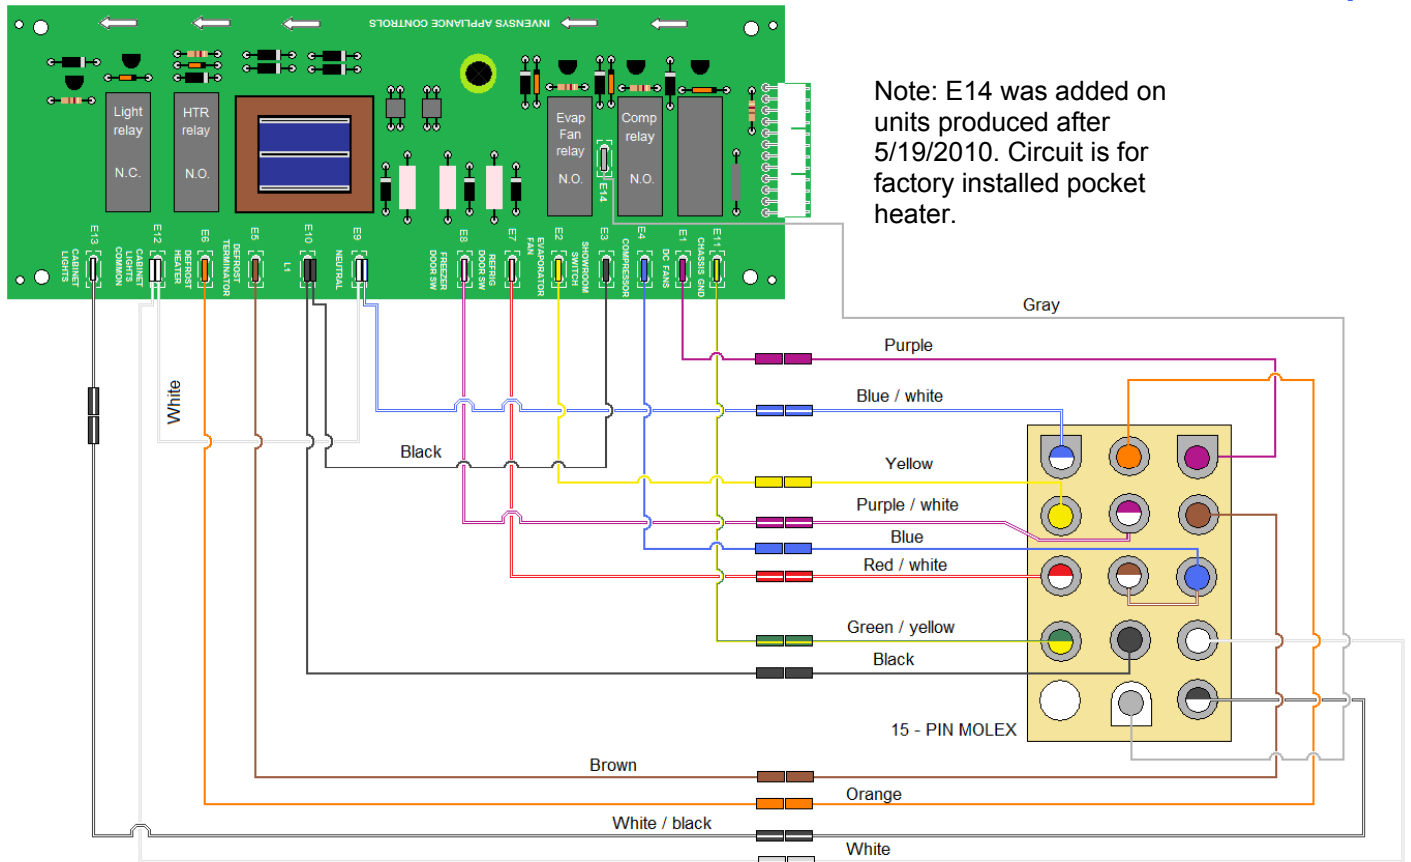 INVENSYS APPLIANCE CONTROLS
Note: E14 was added on
units produced after
5/19/2010. Circuit is for
factory installed pocket
heater.
Light
relay
N.C.
HTR
relay
N.O.
Evap
Fan
relay
N.O.
E14
Comp
relay
N.O.
E13
CABINET
LIGHTS
E12
CABINET
LIGHTS
COMMON
E6
DEFROST
HEATER
E5
DEFROST
TERMINATOR
E10
L1
E9
NEUTRAL
E8
FREEZER
DOOR SW
E7
REFRIG
DOOR SW
E2
EVAPORATOR
FAN
E3
SHOWROOM
SWITCH
E4
COMPRESSOR
E1
DC FANS
E11
CHASSIS GND
Gray
Purple
Blue / white
White
Black
Yellow
Purple / white
Blue
Red / white
Green / yellow
Black
15 - PIN MOLEX
Brown
Orange
White / black
White